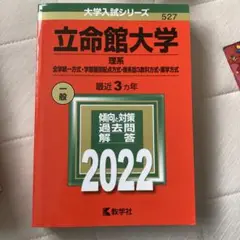 大学入試シリーズ
527
立命館大学
理系
全学統一方式・学部個別配点方式・理系型3教科方式・薬学方式
一般
最近3カ年
傾向と対策
過去問
解答
2022
教学社